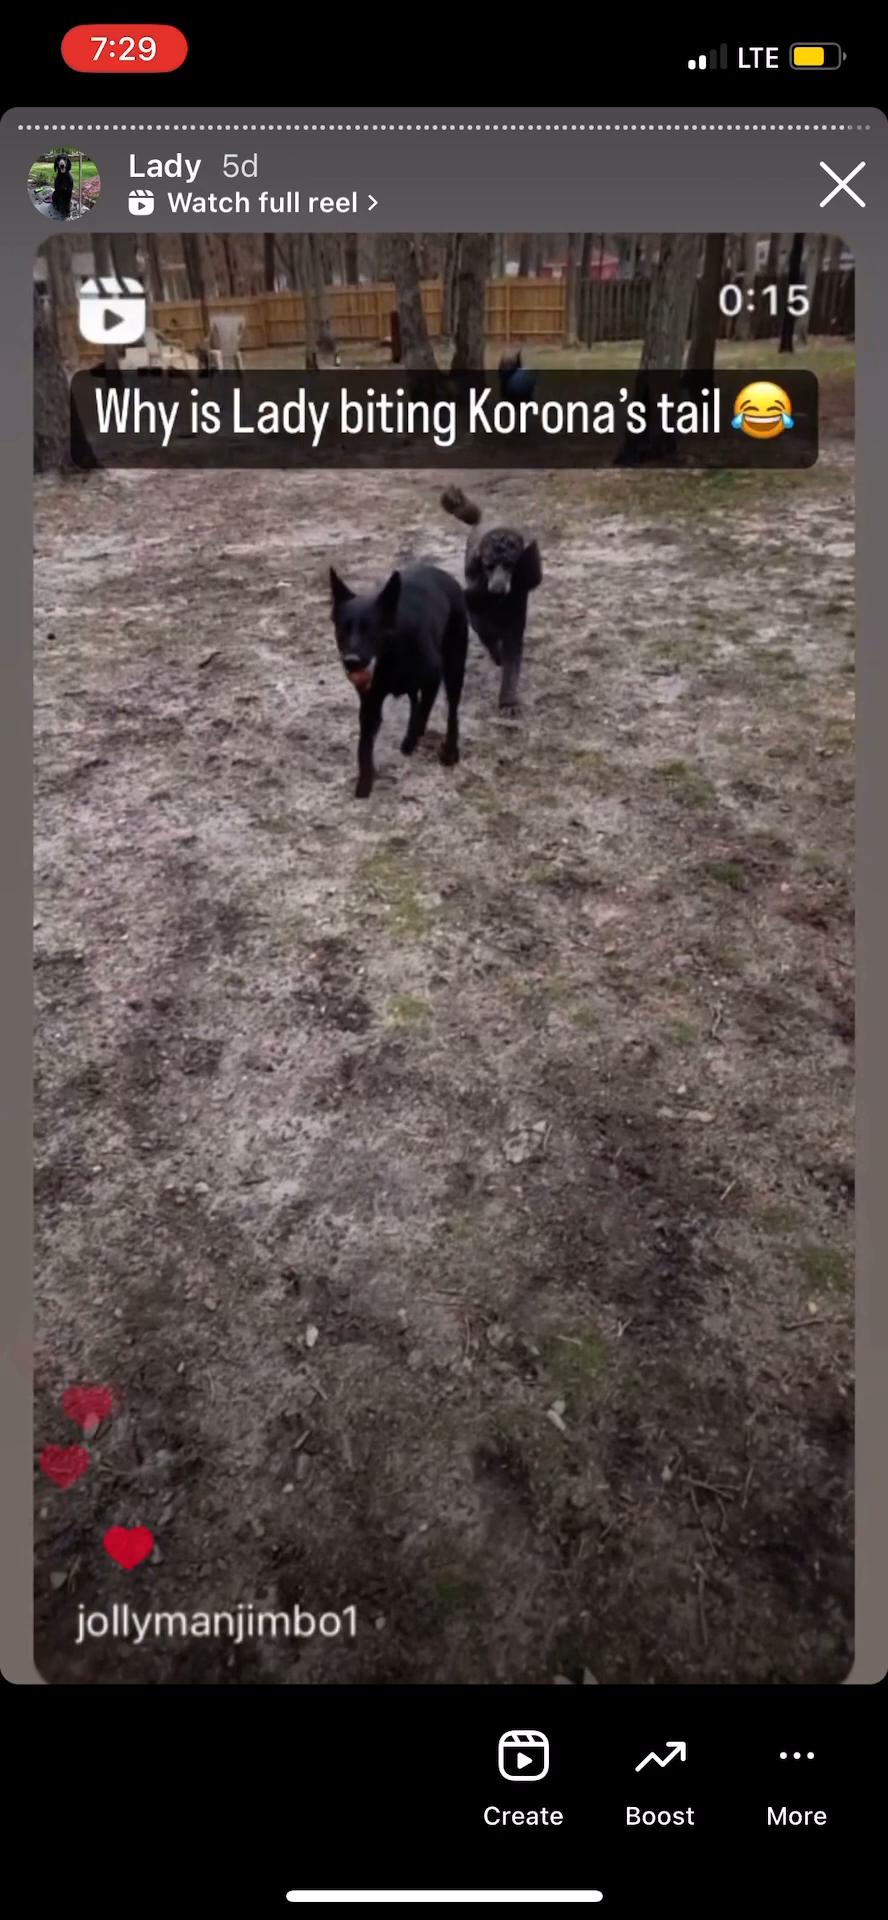 7:29
LTE
Lady 5d
Watch full reel >
0:15
Why is Lady biting Korona's tail 😂
jollymanjimbo1
Create
Boost
More